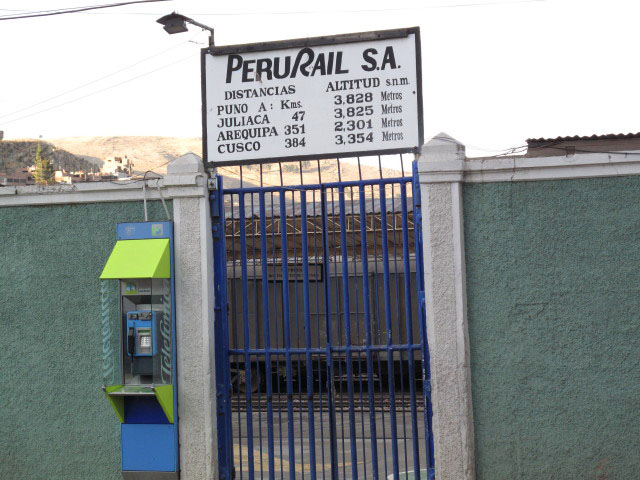 PERURAIL S.A.
DISTANCIAS ALTITUD s.n.m.
PUNO A : Kms. 3,828 Metros
JULIACA 47 3,825 Metros
AREQUIPA 351 2,301 Metros
CUSCO 384 3,354 Metros
Telefónica